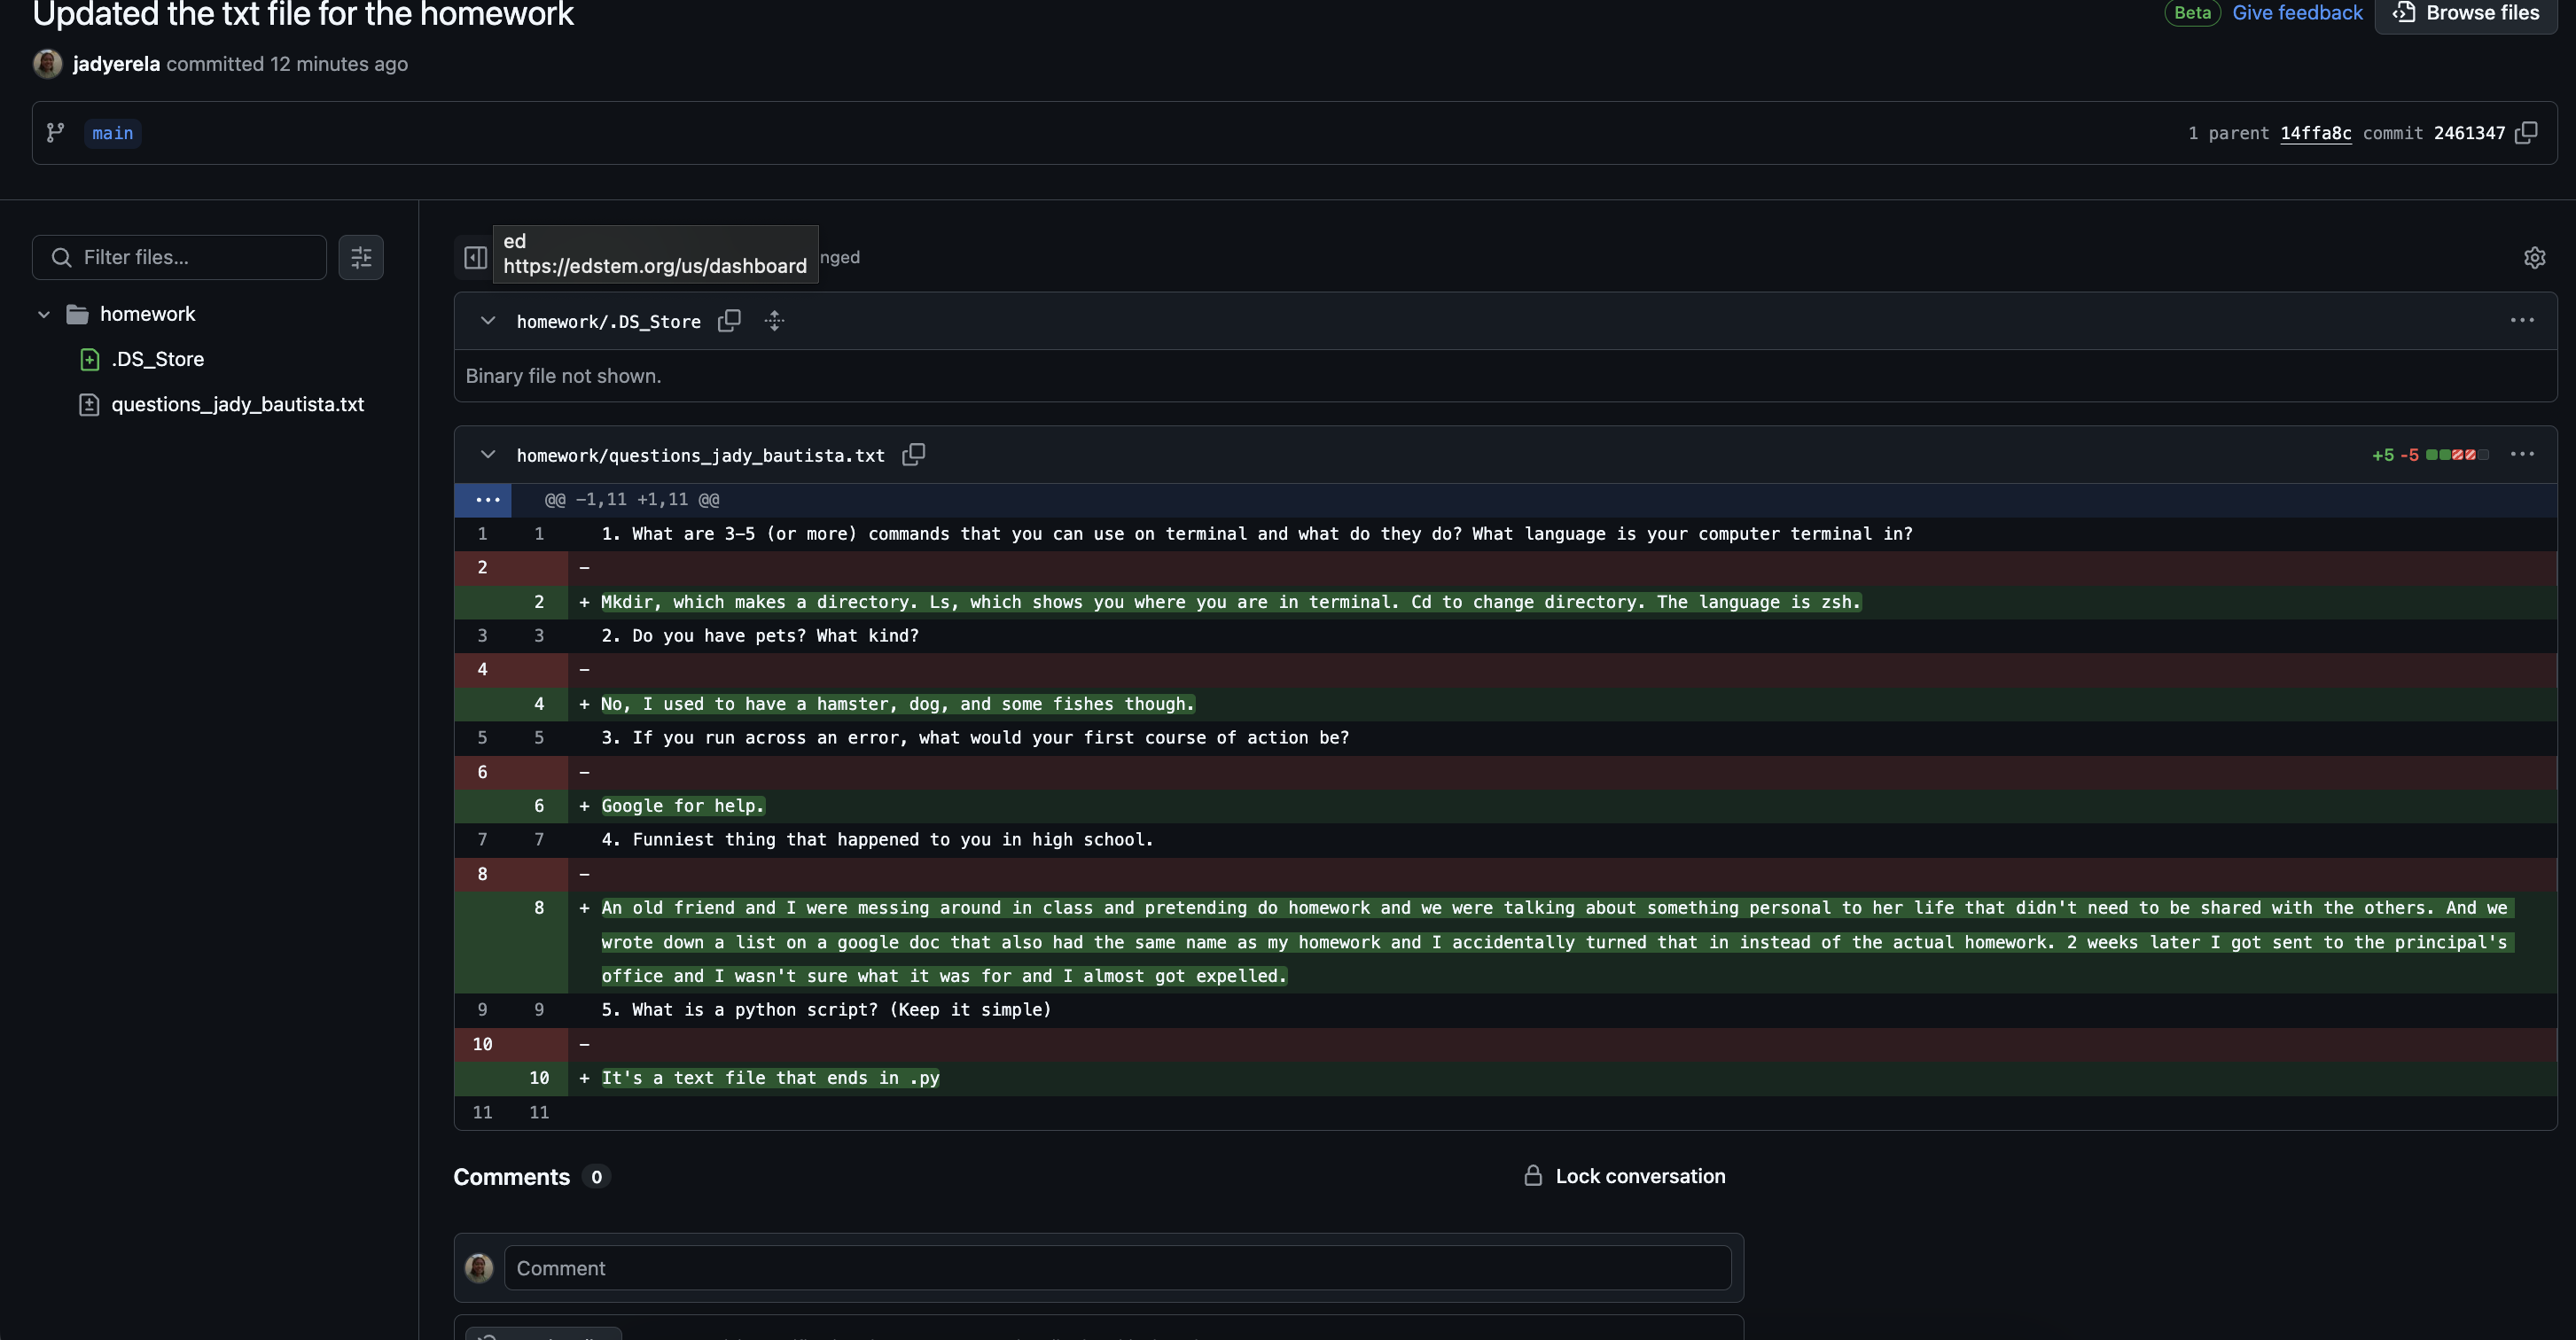 Updated the txt file for the homework
Beta Give feedback Browse files
jadyerela committed 12 minutes ago
main
1 parent 14ffa8c commit 2461347
Filter files...
ed
https://edstem.org/us/dashboard
nged
homework
.DS_Store
questions_jady_bautista.txt
homework/.DS_Store
Binary file not shown.
homework/questions_jady_bautista.txt
+5 -5
@@ -1,11 +1,11 @@
1 1 1. What are 3-5 (or more) commands that you can use on terminal and what do they do? What language is your computer terminal in?
2 -
2 + Mkdir, which makes a directory. Ls, which shows you where you are in terminal. Cd to change directory. The language is zsh.
3 3 2. Do you have pets? What kind?
4 -
4 + No, I used to have a hamster, dog, and some fishes though.
5 5 3. If you run across an error, what would your first course of action be?
6 -
6 + Google for help.
7 7 4. Funniest thing that happened to you in high school.
8 -
8 + An old friend and I were messing around in class and pretending do homework and we were talking about something personal to her life that didn't need to be shared with the others. And we
wrote down a list on a google doc that also had the same name as my homework and I accidentally turned that in instead of the actual homework. 2 weeks later I got sent to the principal's
office and I wasn't sure what it was for and I almost got expelled.
9 9 5. What is a python script? (Keep it simple)
10 -
10 + It's a text file that ends in .py
11 11
Comments 0
Lock conversation
Comment